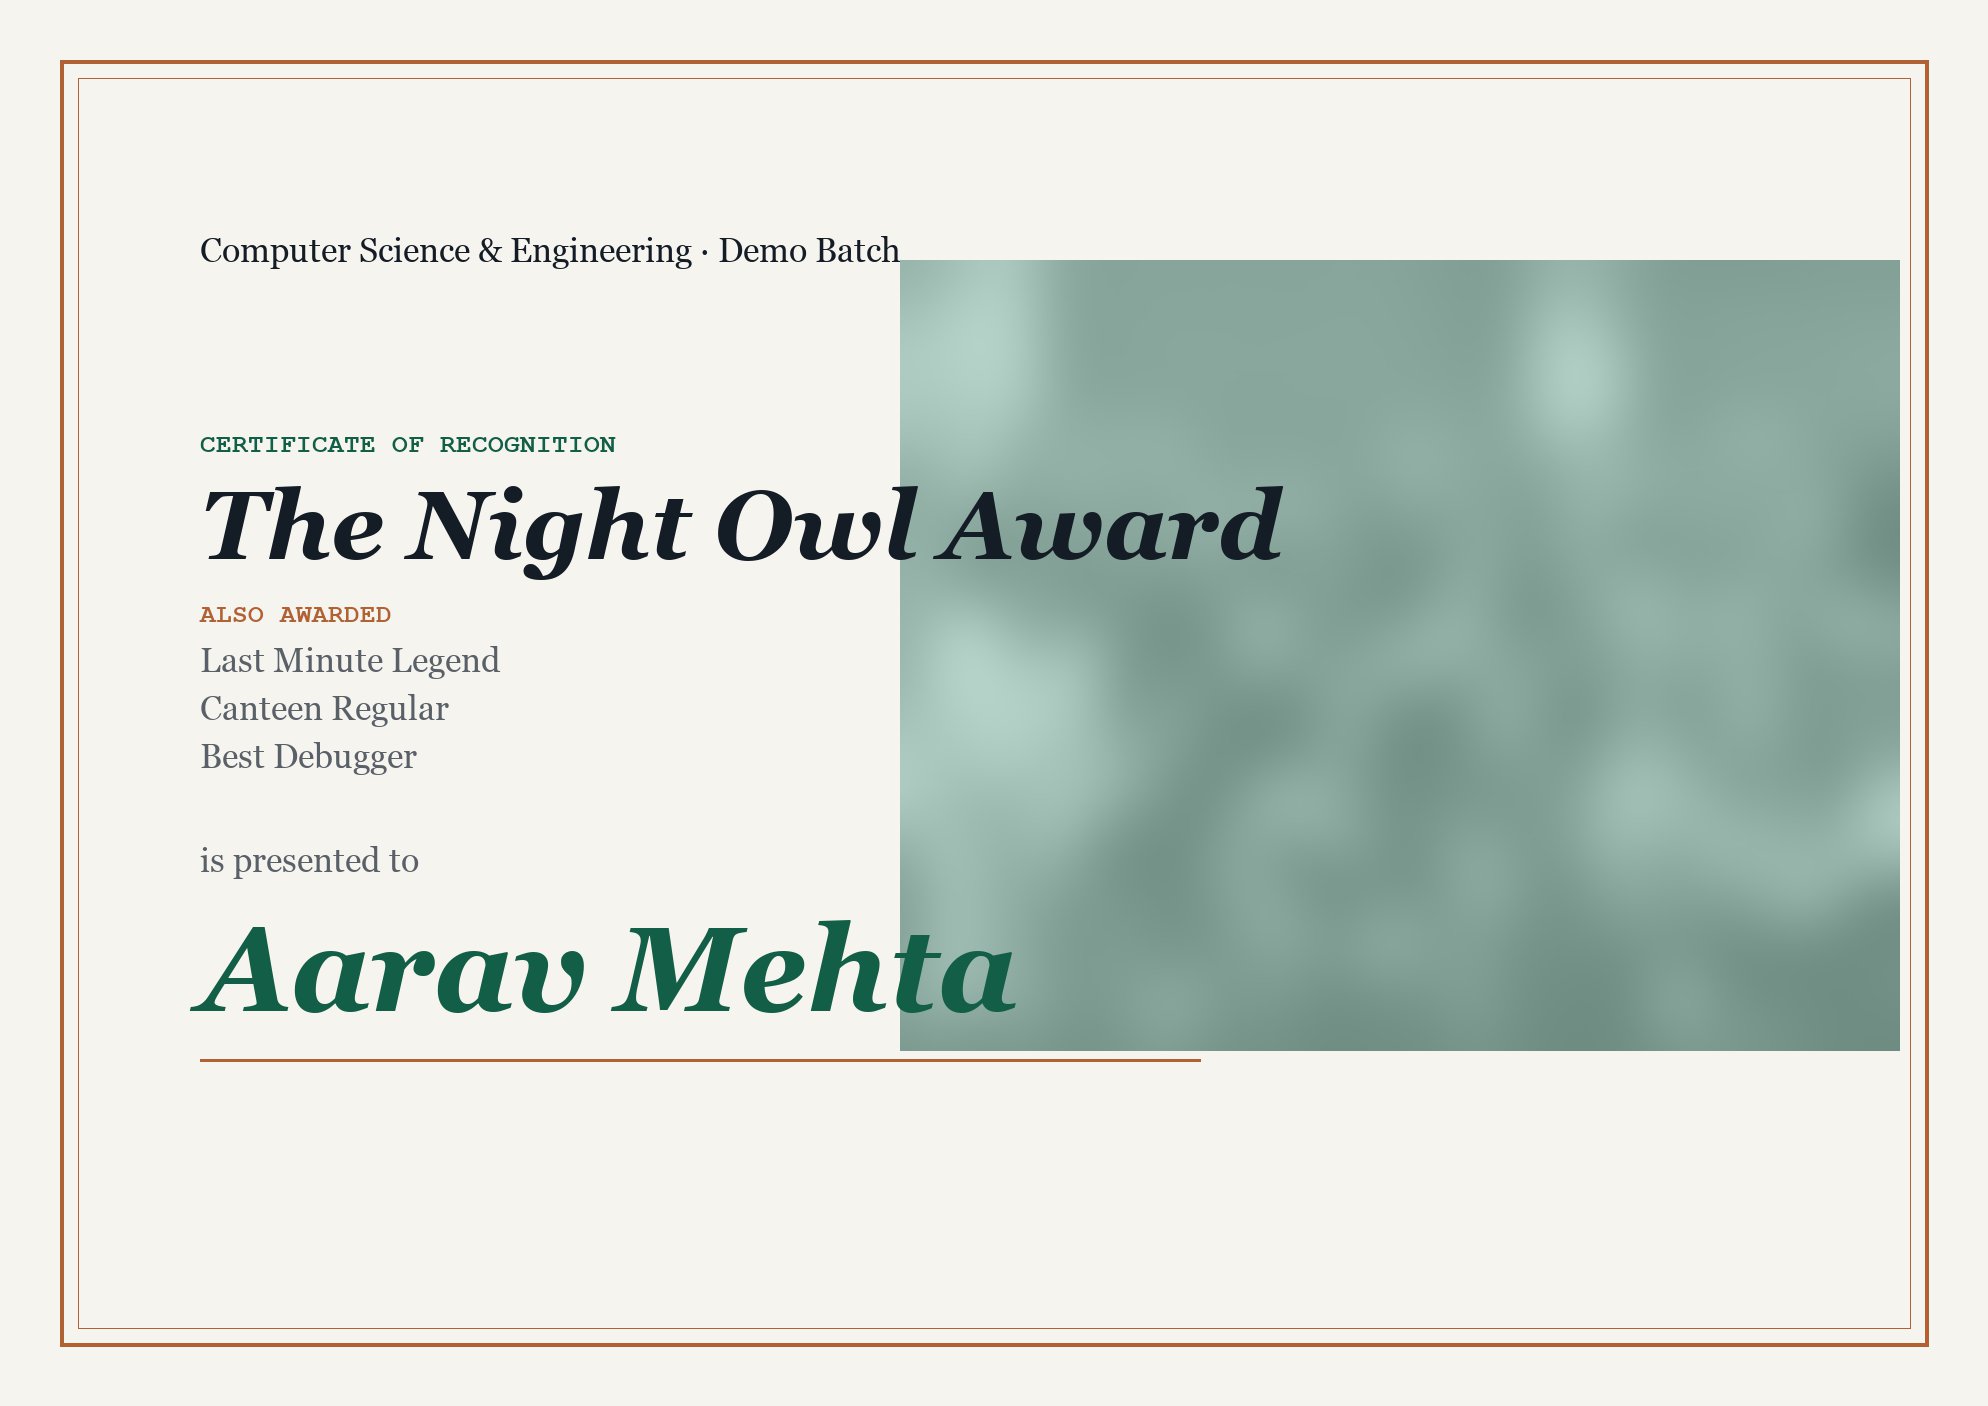 Computer Science & Engineering · Demo Batch
CERTIFICATE OF RECOGNITION
The Night Owl Award
ALSO AWARDED
Last Minute Legend
Canteen Regular
Best Debugger
is presented to
Aarav Mehta